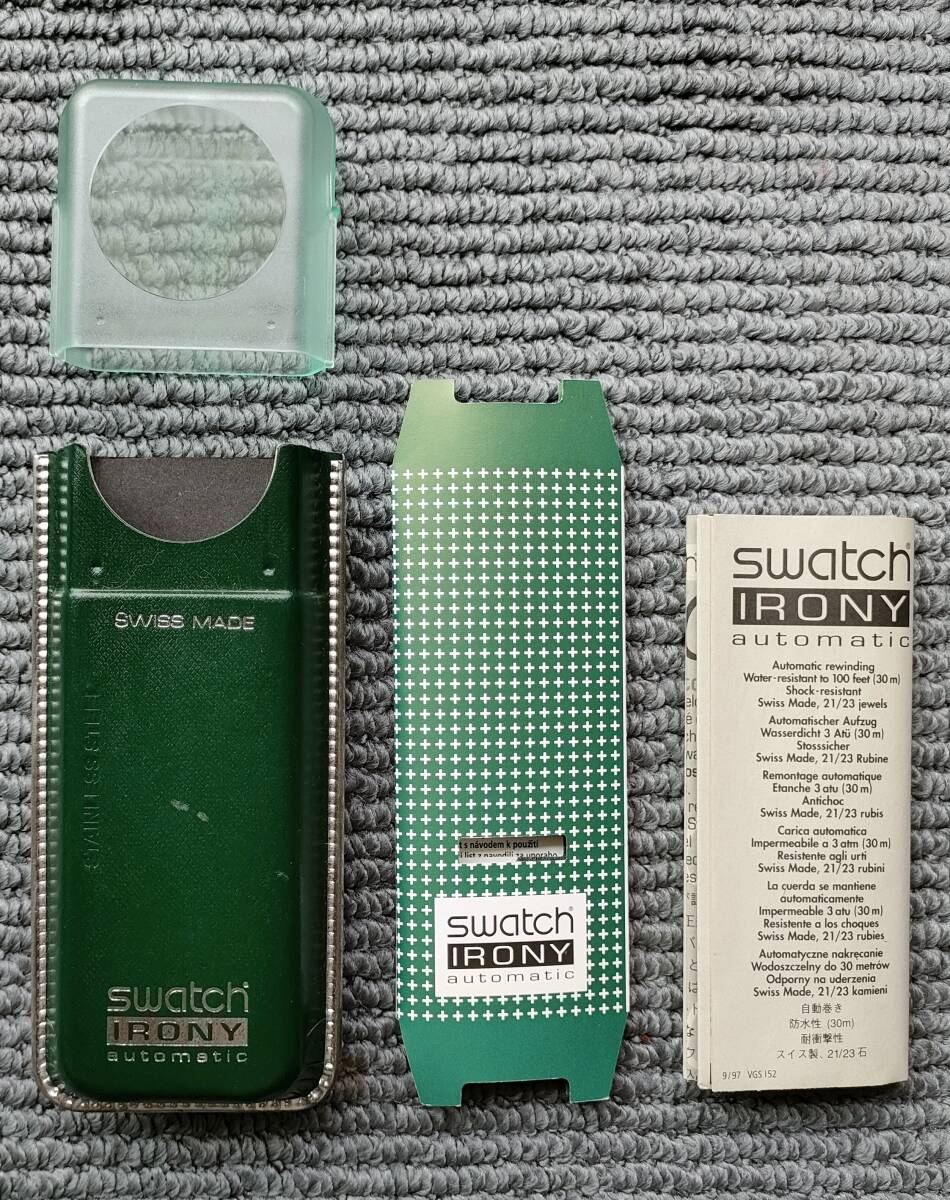 SWISS MADE
STAINLESS STEEL
swatch
IRONY
automatic
t s návodem k použití
swatch
IRONY
automatic
swatch
IRONY
automatic
Automatic rewinding
Water-resistant to 100 feet (30 m)
Shock-resistant
Swiss Made, 21/23 jewels
Automatischer Aufzug
Wasserdicht 3 Atü (30 m)
Stosssicher
Swiss Made, 21/23 Rubine
Remontage automatique
Etanche 3 atu (30 m)
Antichoc
Swiss Made, 21/23 rubis
Carica automatica
Impermeabile a 3 atm (30 m)
Resistente agli urti
Swiss Made, 21/23 rubini
La cuerda se mantiene
automaticamente
Impermeable 3 atu (30 m)
Resistente a los choques
Swiss Made, 21/23 rubies
Automatyczne nakręcanie
Wodoszczelny do 30 metrów
Odporny na uderzenia
Swiss Made, 21/23 kamieni
自動巻き
防水性 (30m)
耐衝撃性
スイス製、21/23 石
9/97 VGS 152